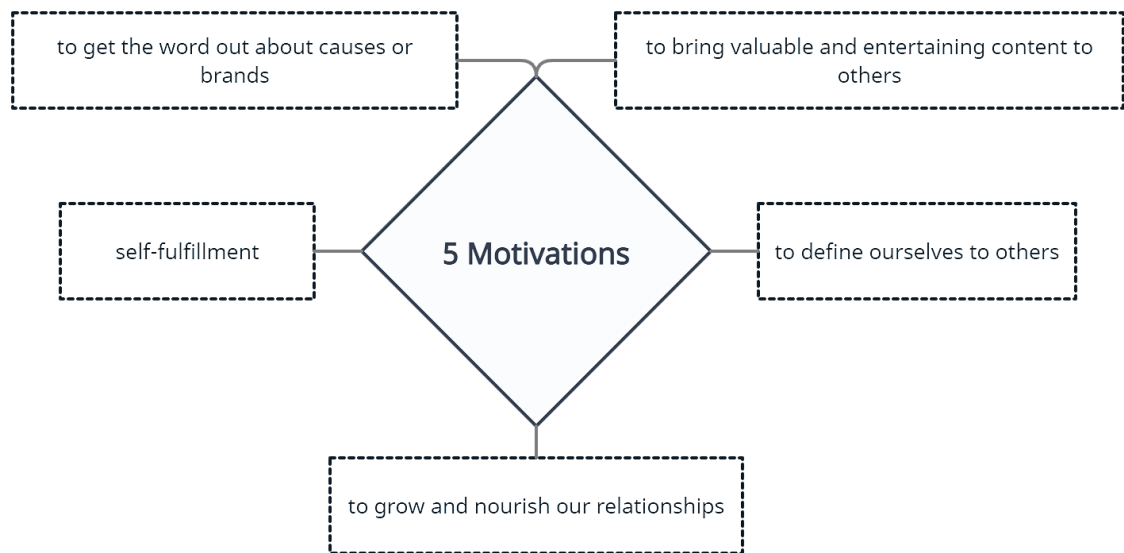 to get the word out about causes or
brands
to bring valuable and entertaining content to
others
self-fulfillment
5 Motivations
to define ourselves to others
to grow and nourish our relationships